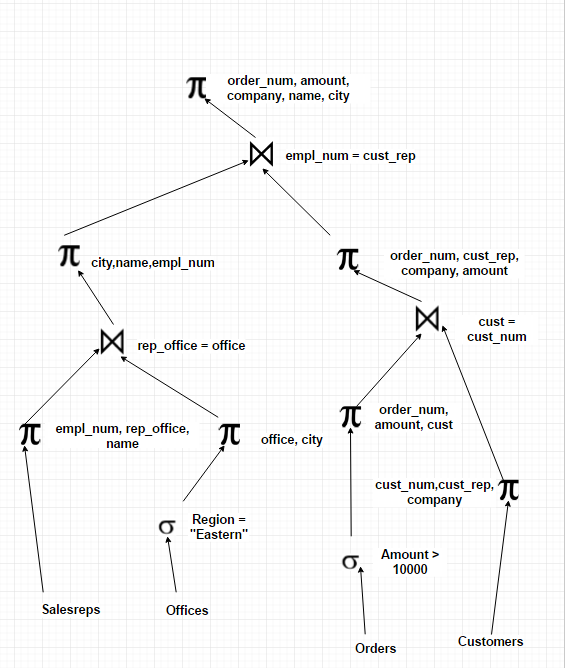 π order_num, amount,
company, name, city
⋈ empl_num = cust_rep
π city,name,empl_num
π order_num, cust_rep,
company, amount
⋈ rep_office = office
⋈ cust =
cust_num
π empl_num, rep_office,
name
π office, city
π order_num,
amount, cust
cust_num,cust_rep, π
company
σ Region =
"Eastern"
σ Amount >
10000
Salesreps
Offices
Orders
Customers